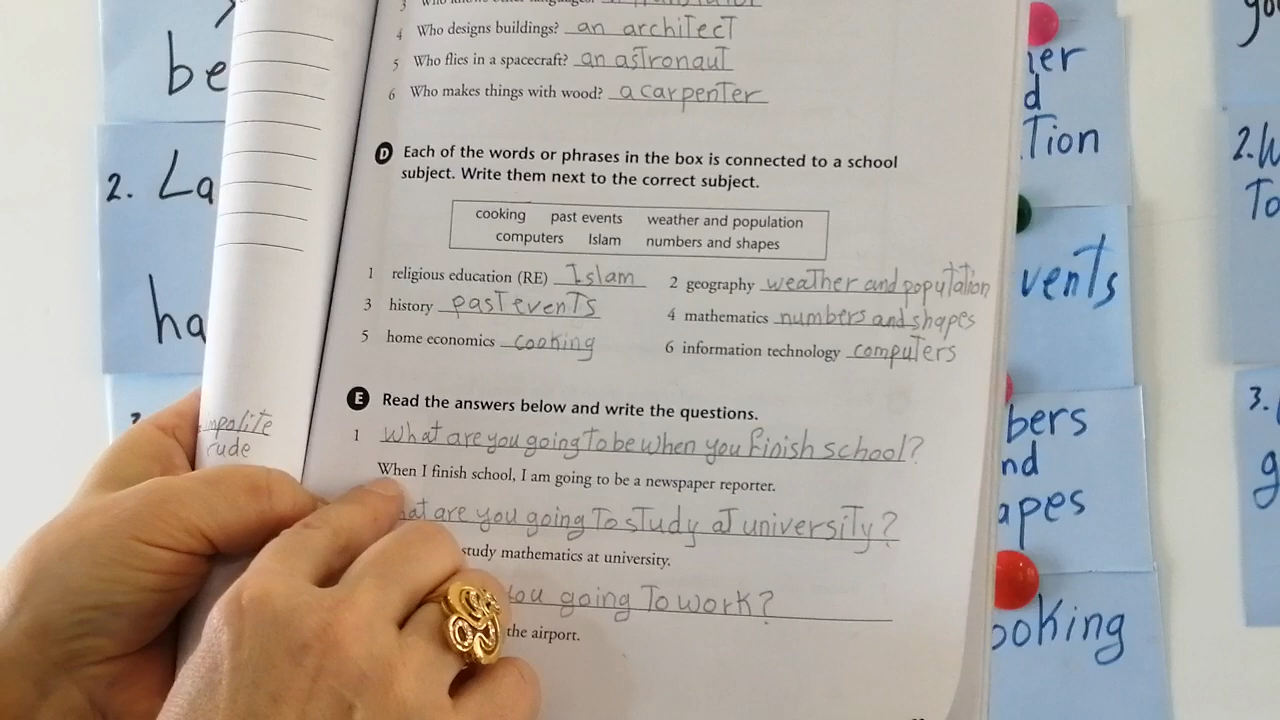 be
2. La
ha
impolite
rude
4 Who designs buildings? an architect
5 Who flies in a spacecraft? an astronaut
6 Who makes things with wood? a carpenter
D Each of the words or phrases in the box is connected to a school
subject. Write them next to the correct subject.
cooking past events weather and population
computers Islam numbers and shapes
1 religious education (RE) Islam 2 geography weather and population
3 history past events 4 mathematics numbers and shapes
5 home economics cooking 6 information technology computers
E Read the answers below and write the questions.
1 What are you going to be when you finish school?
When I finish school, I am going to be a newspaper reporter.
are you going to study at university?
study mathematics at university.
you going to work?
the airport.
d
Tion
vents
bers
nd
apes
ooking
2.
To
3.
g